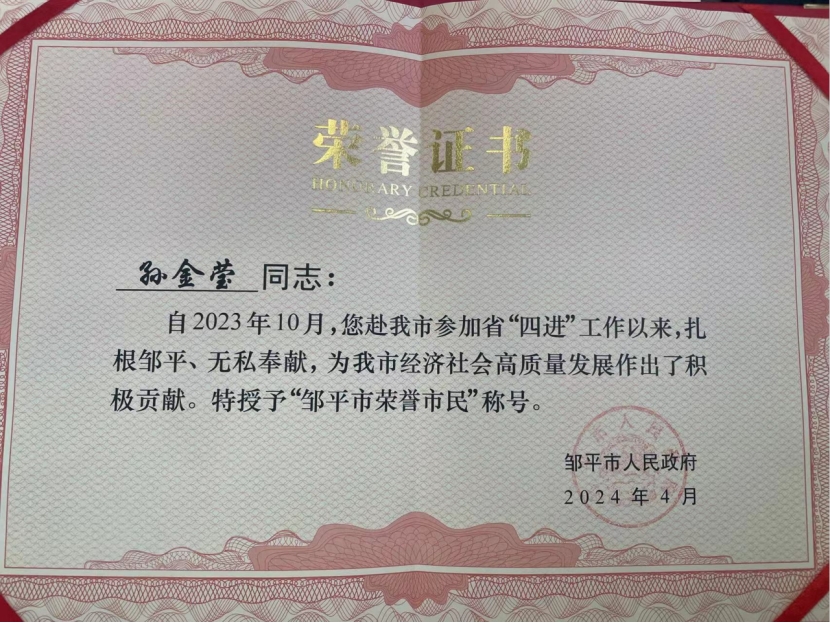 荣誉证书
HONORARY CREDENTIAL
孙金莹 同志：
自2023年10月，您赴我市参加省“四进”工作以来，扎
根邹平、无私奉献，为我市经济社会高质量发展作出了积
极贡献。特授予“邹平市荣誉市民”称号。
邹平市人民政府
2024年4月